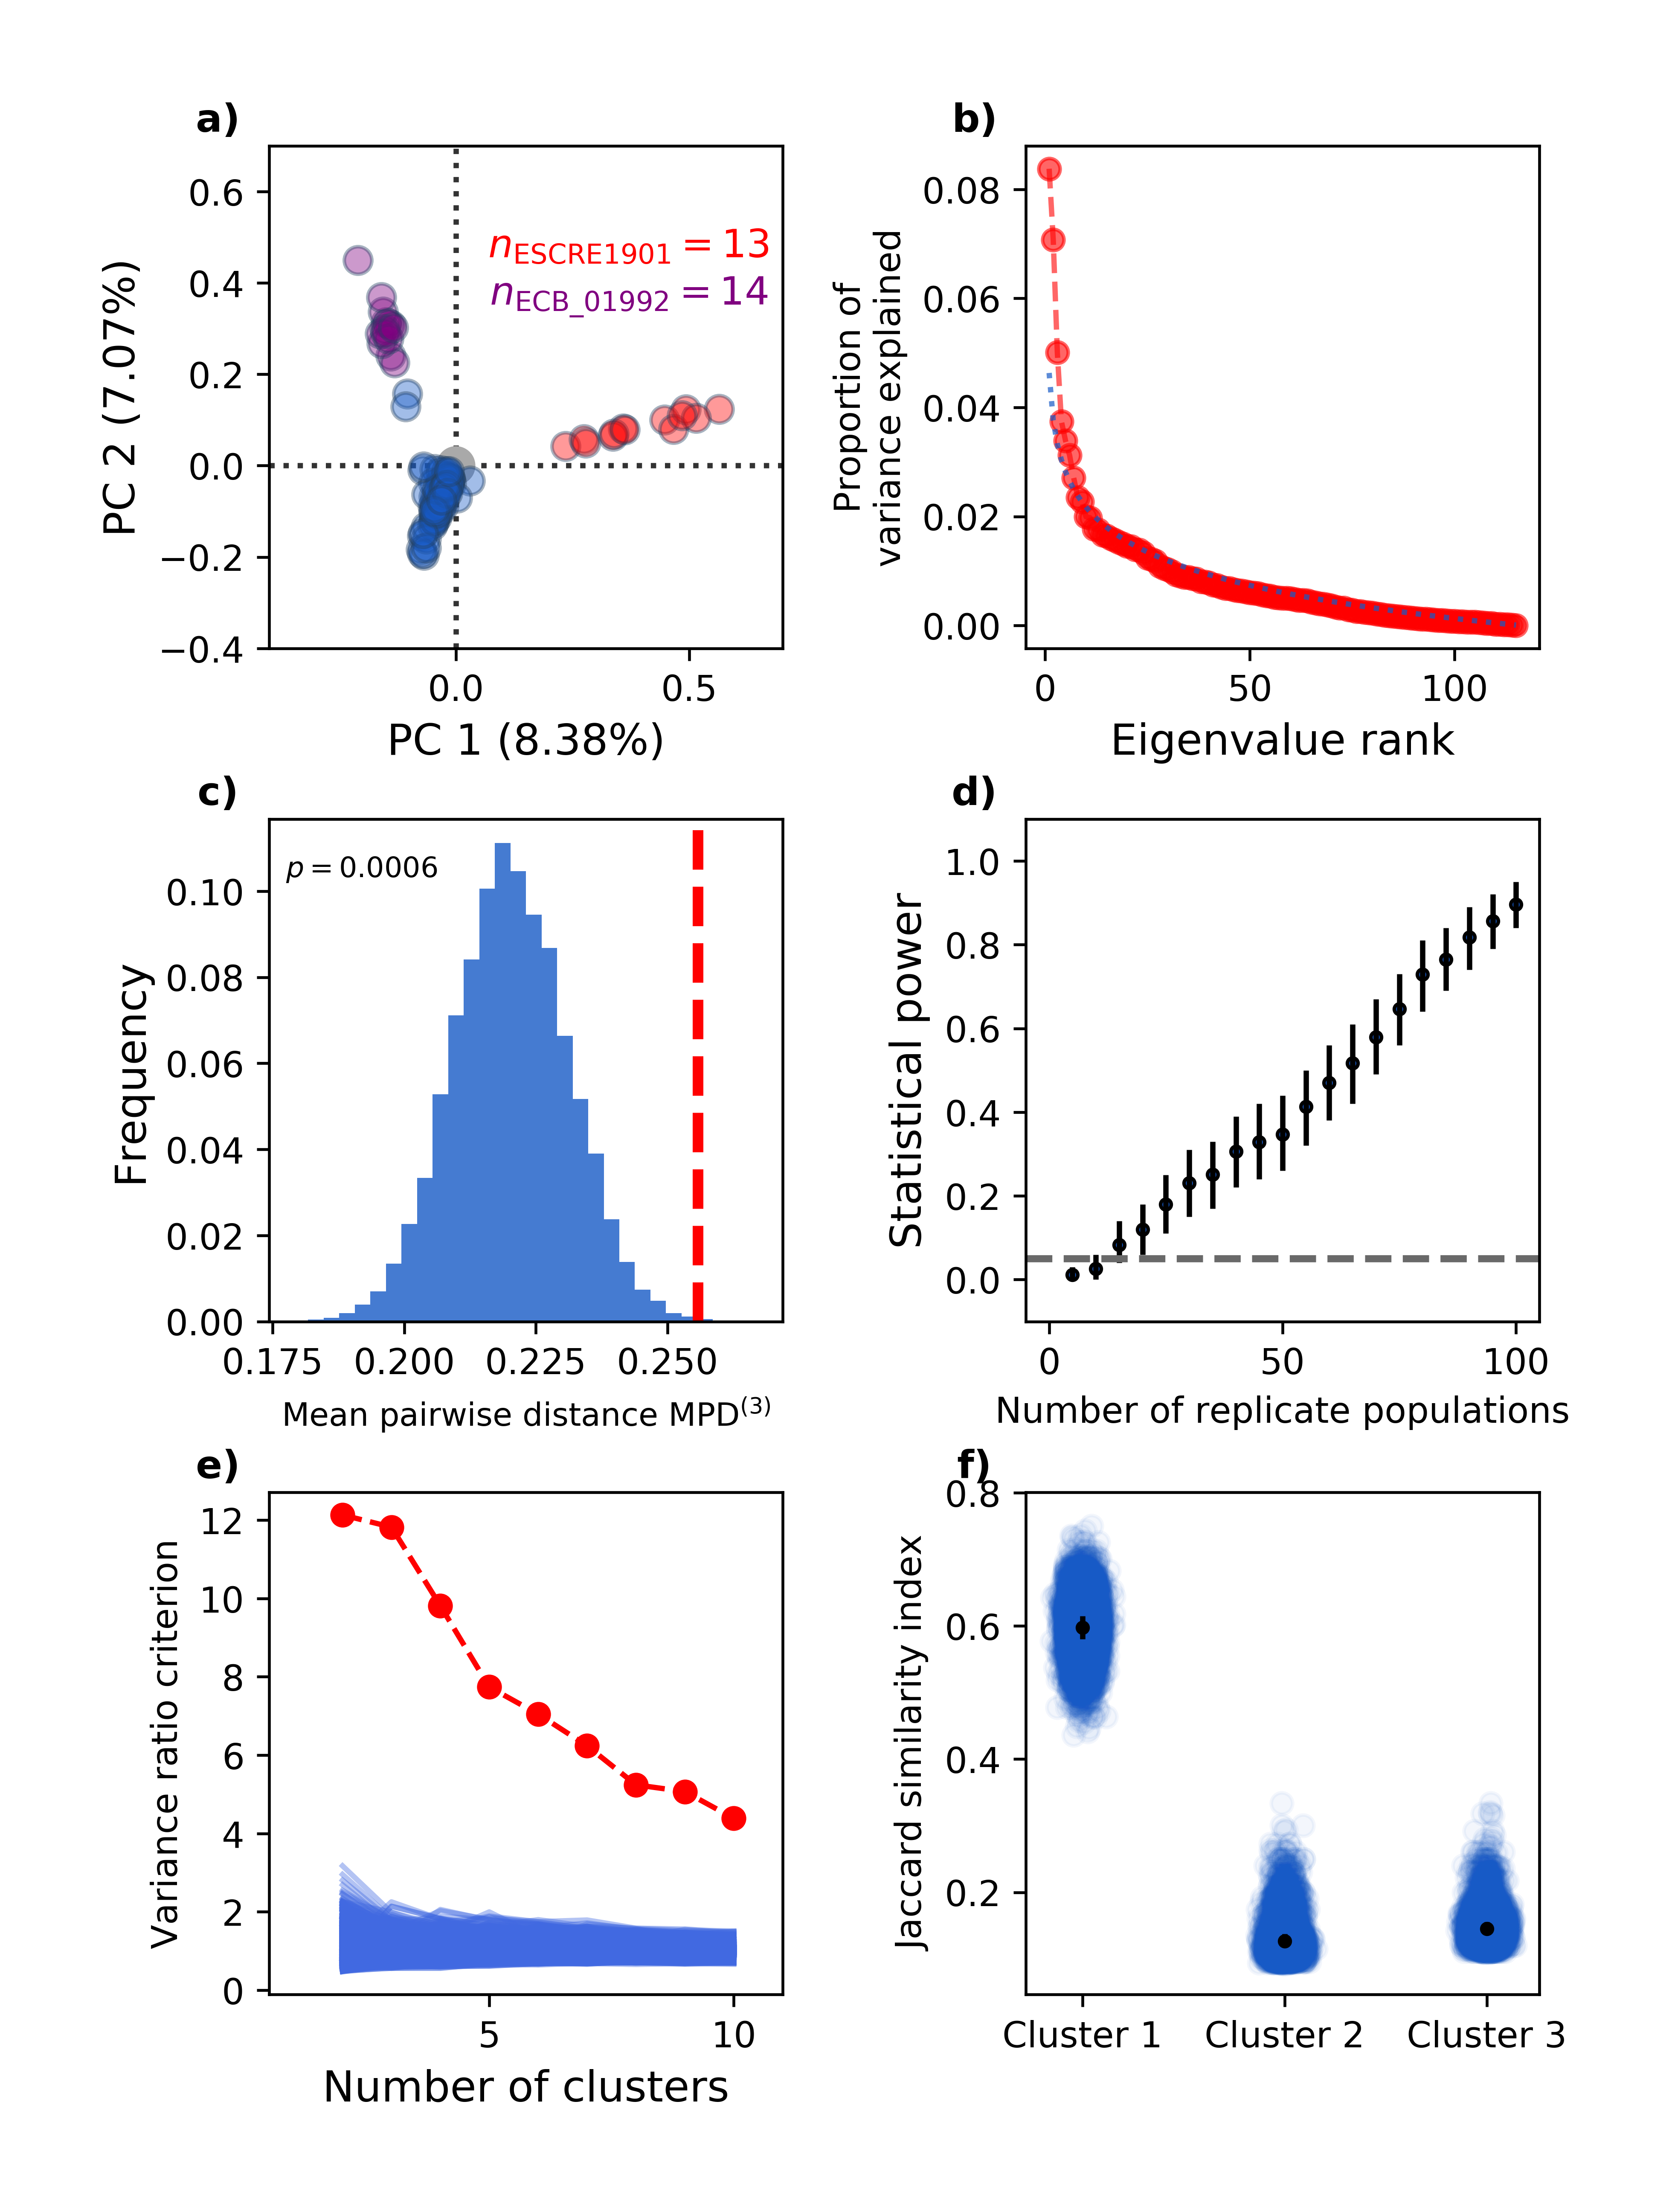 a)
0.6
0.4
0.2
0.0
−0.2
−0.4
PC 2 (7.07%)
nESCRE1901 = 13
nECB_01992 = 14
0.0 0.5
PC 1 (8.38%)
b)
0.08
0.06
0.04
0.02
0.00
Proportion of
variance explained
0 50 100
Eigenvalue rank
c)
p = 0.0006
0.10
0.08
0.06
0.04
0.02
0.00
Frequency
0.175 0.200 0.225 0.250
Mean pairwise distance MPD(3)
d)
1.0
0.8
0.6
0.4
0.2
0.0
Statistical power
0 50 100
Number of replicate populations
e)
12
10
8
6
4
2
0
Variance ratio criterion
5 10
Number of clusters
f)
0.8
0.6
0.4
0.2
Jaccard similarity index
Cluster 1 Cluster 2 Cluster 3